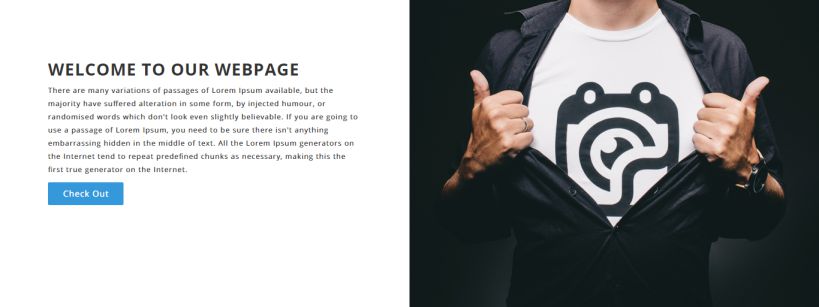 WELCOME TO OUR WEBPAGE
There are many variations of passages of Lorem Ipsum available, but the
majority have suffered alteration in some form, by injected humour, or
randomised words which don't look even slightly believable. If you are going to
use a passage of Lorem Ipsum, you need to be sure there isn't anything
embarrassing hidden in the middle of text. All the Lorem Ipsum generators on
the Internet tend to repeat predefined chunks as necessary, making this the
first true generator on the Internet.
Check Out